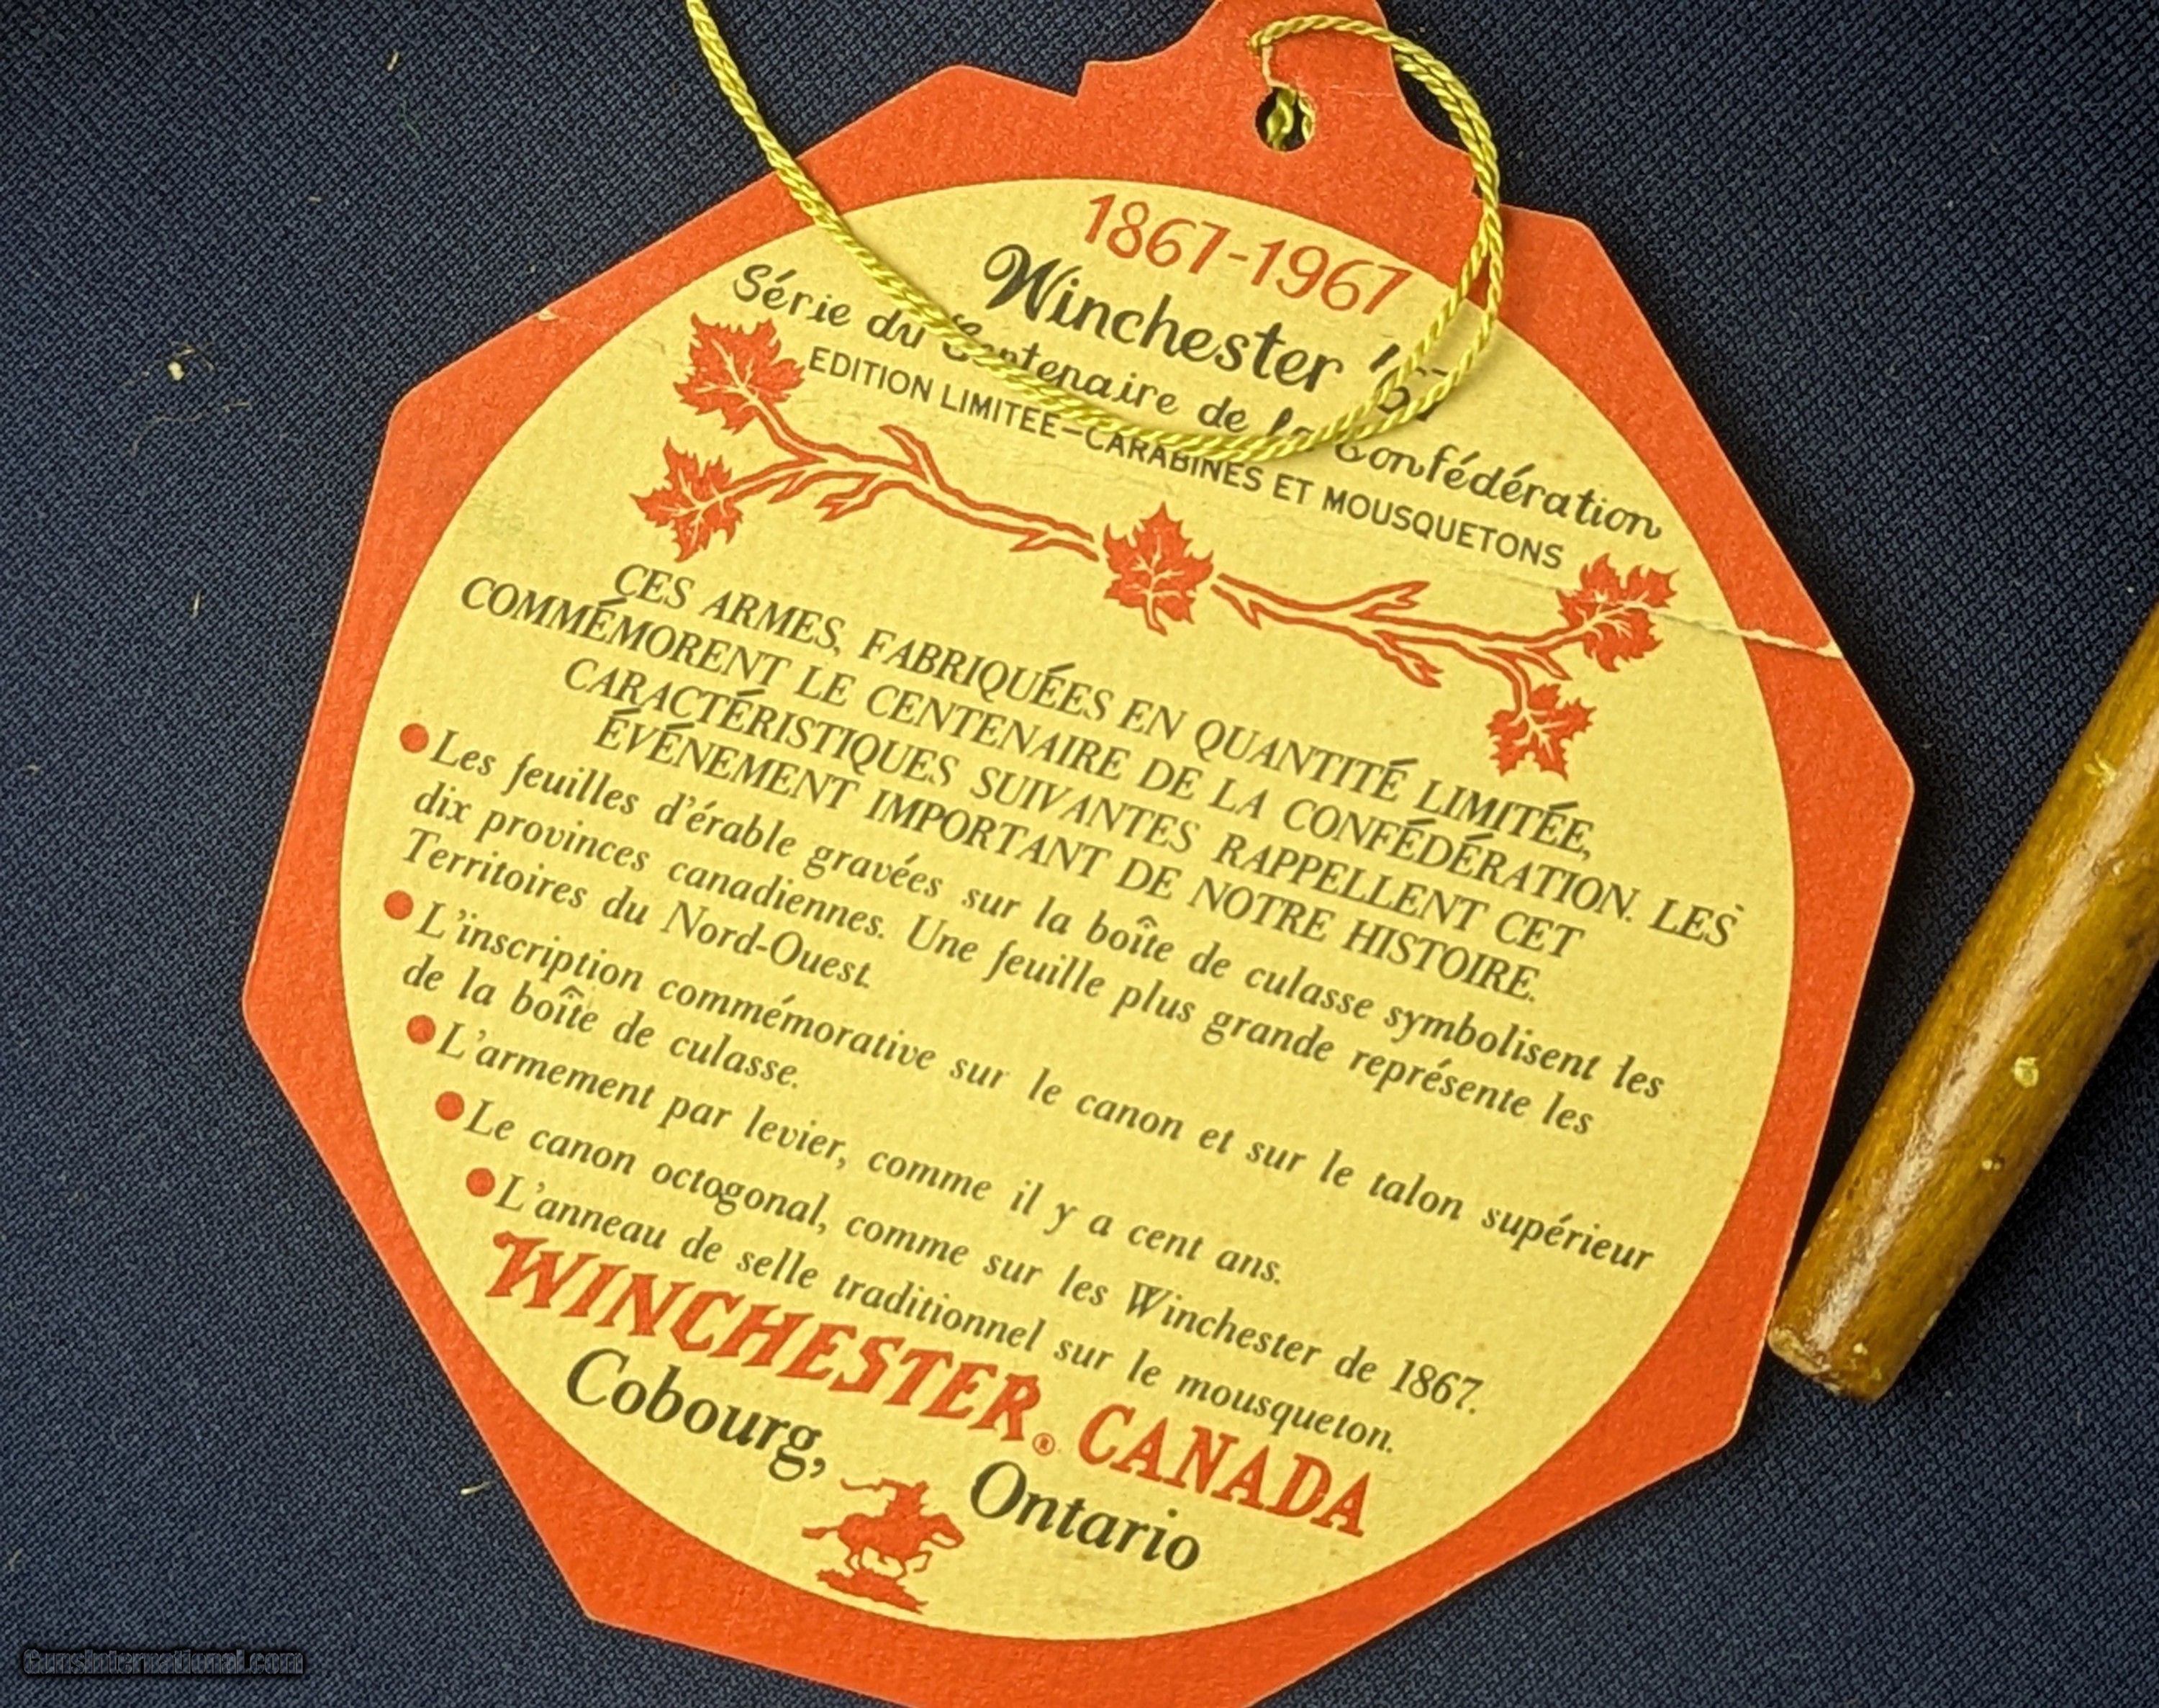 1867-1967
Winchester '67
Série du Centenaire de la Confédération
EDITION LIMITEE-CARABINES ET MOUSQUETONS
CES ARMES, FABRIQUÉES EN QUANTITÉ LIMITÉE,
COMMÉMORENT LE CENTENAIRE DE LA CONFÉDÉRATION. LES
CARACTÉRISTIQUES SUIVANTES RAPPELLENT CET
ÉVÉNEMENT IMPORTANT DE NOTRE HISTOIRE.
● Les feuilles d'érable gravées sur la boîte de culasse symbolisent les
dix provinces canadiennes. Une feuille plus grande représente les
Territoires du Nord-Ouest.
● L'inscription commémorative sur le canon et sur le talon supérieur
de la boîte de culasse.
● L'armement par levier, comme il y a cent ans.
● Le canon octogonal, comme sur les Winchester de 1867.
● L'anneau de selle traditionnel sur le mousqueton.
WINCHESTER® CANADA
Cobourg, Ontario
GunsInternational.com